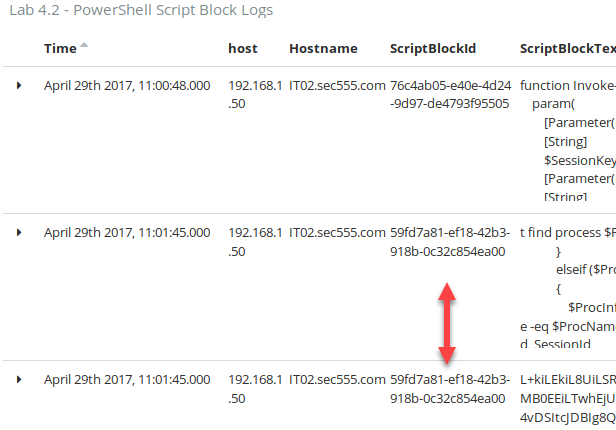 Lab 4.2 - PowerShell Script Block Logs
Time host Hostname ScriptBlockId ScriptBlockTex
April 29th 2017, 11:00:48.000 192.168.1 IT02.sec555.com 76c4ab05-e40e-4d24 function Invoke-
.50 -9d97-de4793f95505 param(
[Parameter(
[String]
$SessionKey
[Parameter(
[String]
April 29th 2017, 11:01:45.000 192.168.1 IT02.sec555.com 59fd7a81-ef18-42b3- t find process $P
.50 918b-0c32c854ea00 }
elseif ($Pro
{
$ProcInf
e -eq $ProcNam
d_SessionId
April 29th 2017, 11:01:45.000 192.168.1 IT02.sec555.com 59fd7a81-ef18-42b3- L+kiLEkiL8UiLSR
.50 918b-0c32c854ea00 MB0EEiLTwhEjU
4vDSItcJDBIg8Q